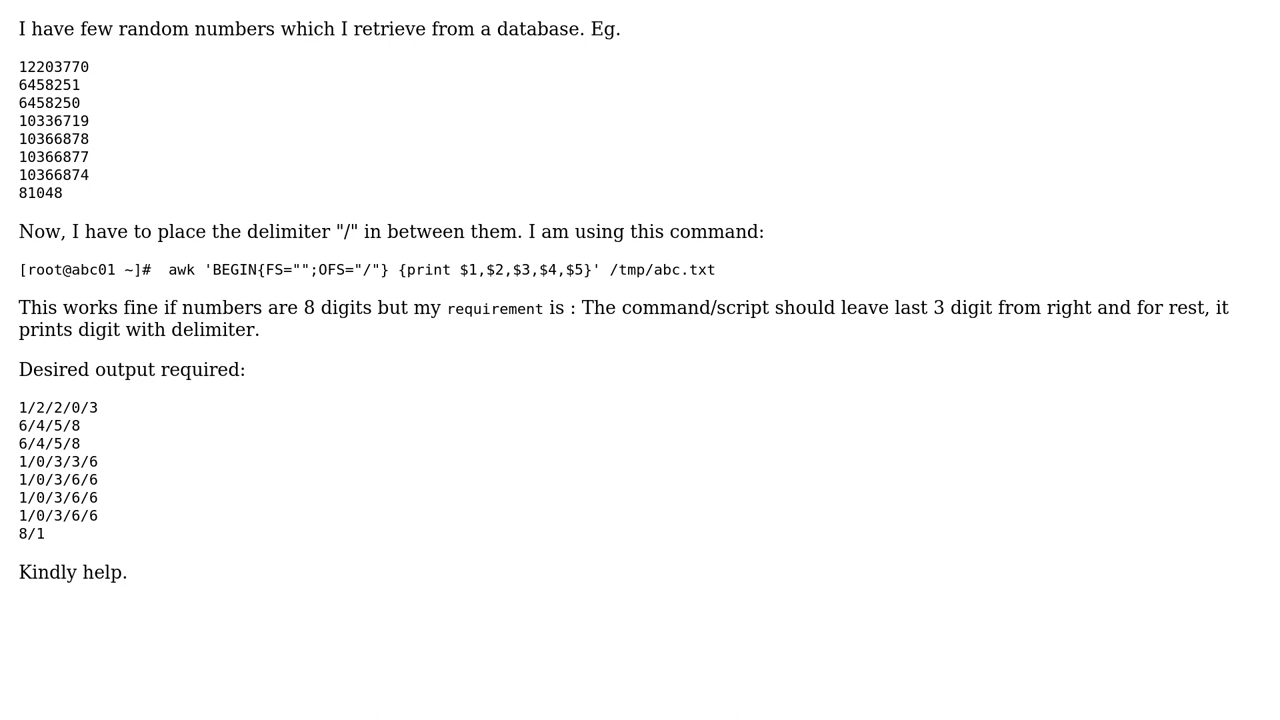 I have few random numbers which I retrieve from a database. Eg.
12203770
6458251
6458250
10336719
10366878
10366877
10366874
81048
Now, I have to place the delimiter "/" in between them. I am using this command:
[root@abc01 ~]#  awk 'BEGIN{FS="";OFS="/"} {print $1,$2,$3,$4,$5}' /tmp/abc.txt
This works fine if numbers are 8 digits but my requirement is : The command/script should leave last 3 digit from right and for rest, it
prints digit with delimiter.
Desired output required:
1/2/2/0/3
6/4/5/8
6/4/5/8
1/0/3/3/6
1/0/3/6/6
1/0/3/6/6
1/0/3/6/6
8/1
Kindly help.